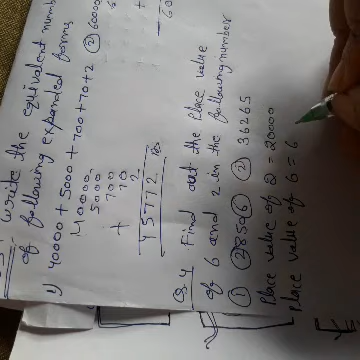 Write the equivalent numb
of following expanded forms
1) 40000 + 5000 + 700 + 70 + 2 ② 60000
40000
5000
700
+ 70
2
45772
Q.4 Find out the Place value
of 6 and 2 in the following number
① 28506 ② 36265
Place value of 2 = 20000
Place value of 6 = 6